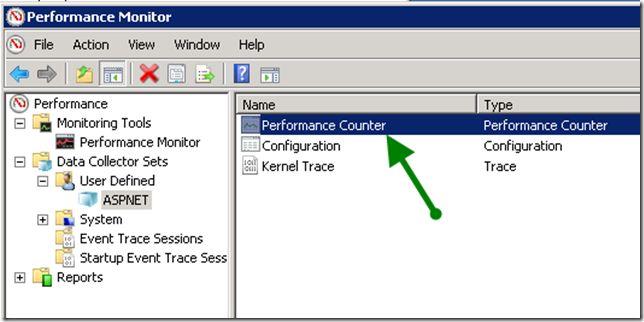 Performance Monitor
File Action View Window Help
Performance
Monitoring Tools
Performance Monitor
Data Collector Sets
User Defined
ASPNET
System
Event Trace Sessions
Startup Event Trace Sess
Reports
Name Type
Performance Counter Performance Counter
Configuration Configuration
Kernel Trace Trace